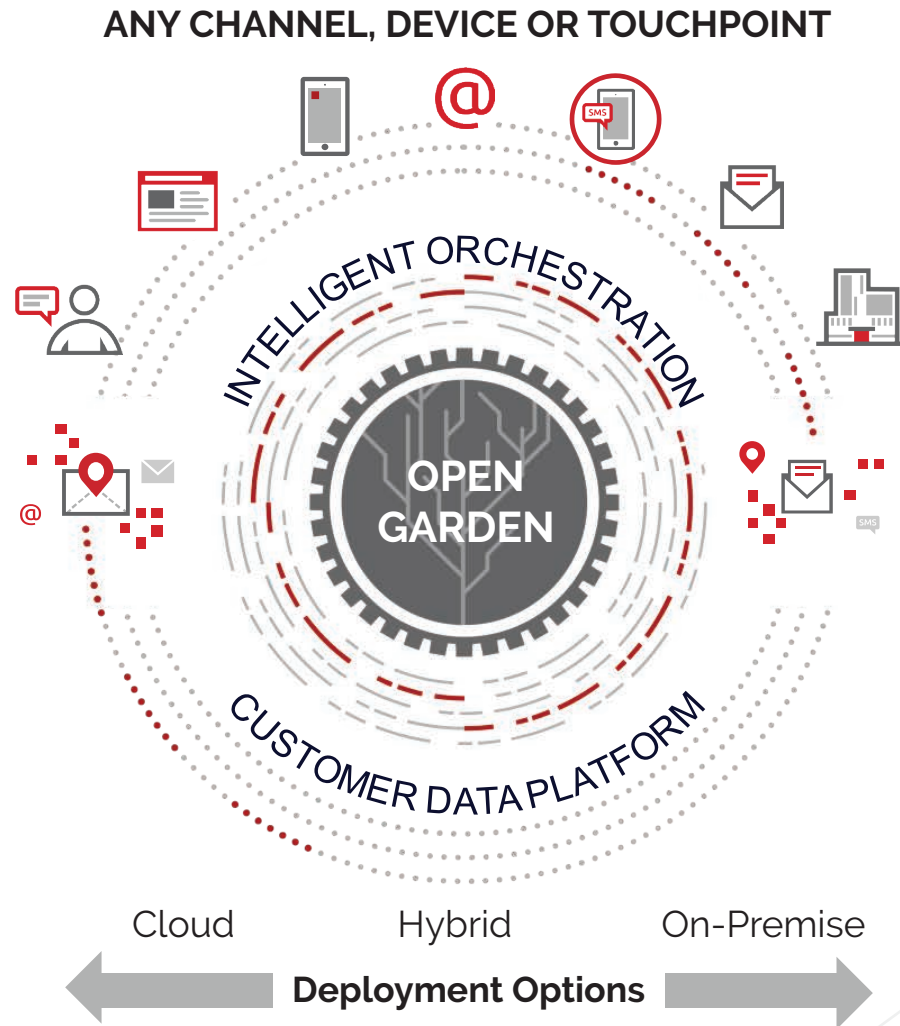 ANY CHANNEL, DEVICE OR TOUCHPOINT
@
SMS
INTELLIGENT ORCHESTRATION
OPEN
GARDEN
@
SMS
CUSTOMER DATA PLATFORM
Cloud
Hybrid
On-Premise
Deployment Options